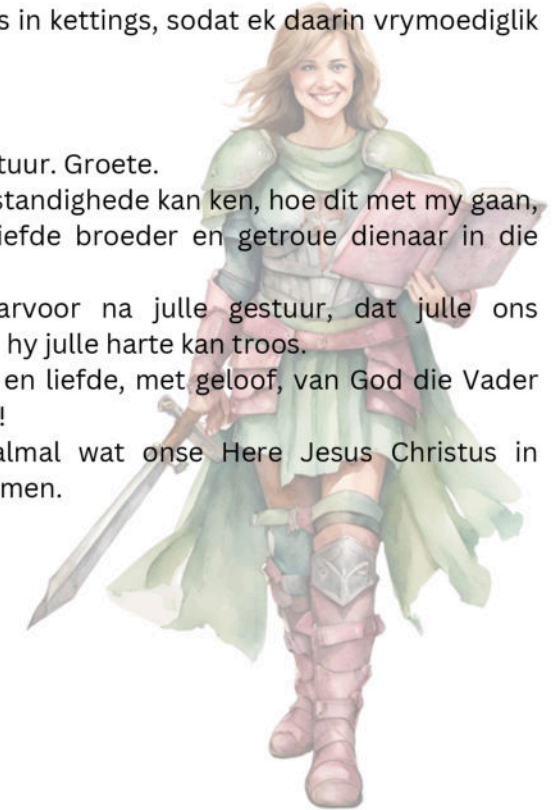 s in kettings, sodat ek daarin vrymoediglik
tuur. Groete.
standighede kan ken, hoe dit met my gaan,
iefde broeder en getroue dienaar in die
arvoor na julle gestuur, dat julle ons
hy julle harte kan troos.
en liefde, met geloof, van God die Vader
!
almal wat onse Here Jesus Christus in
men.